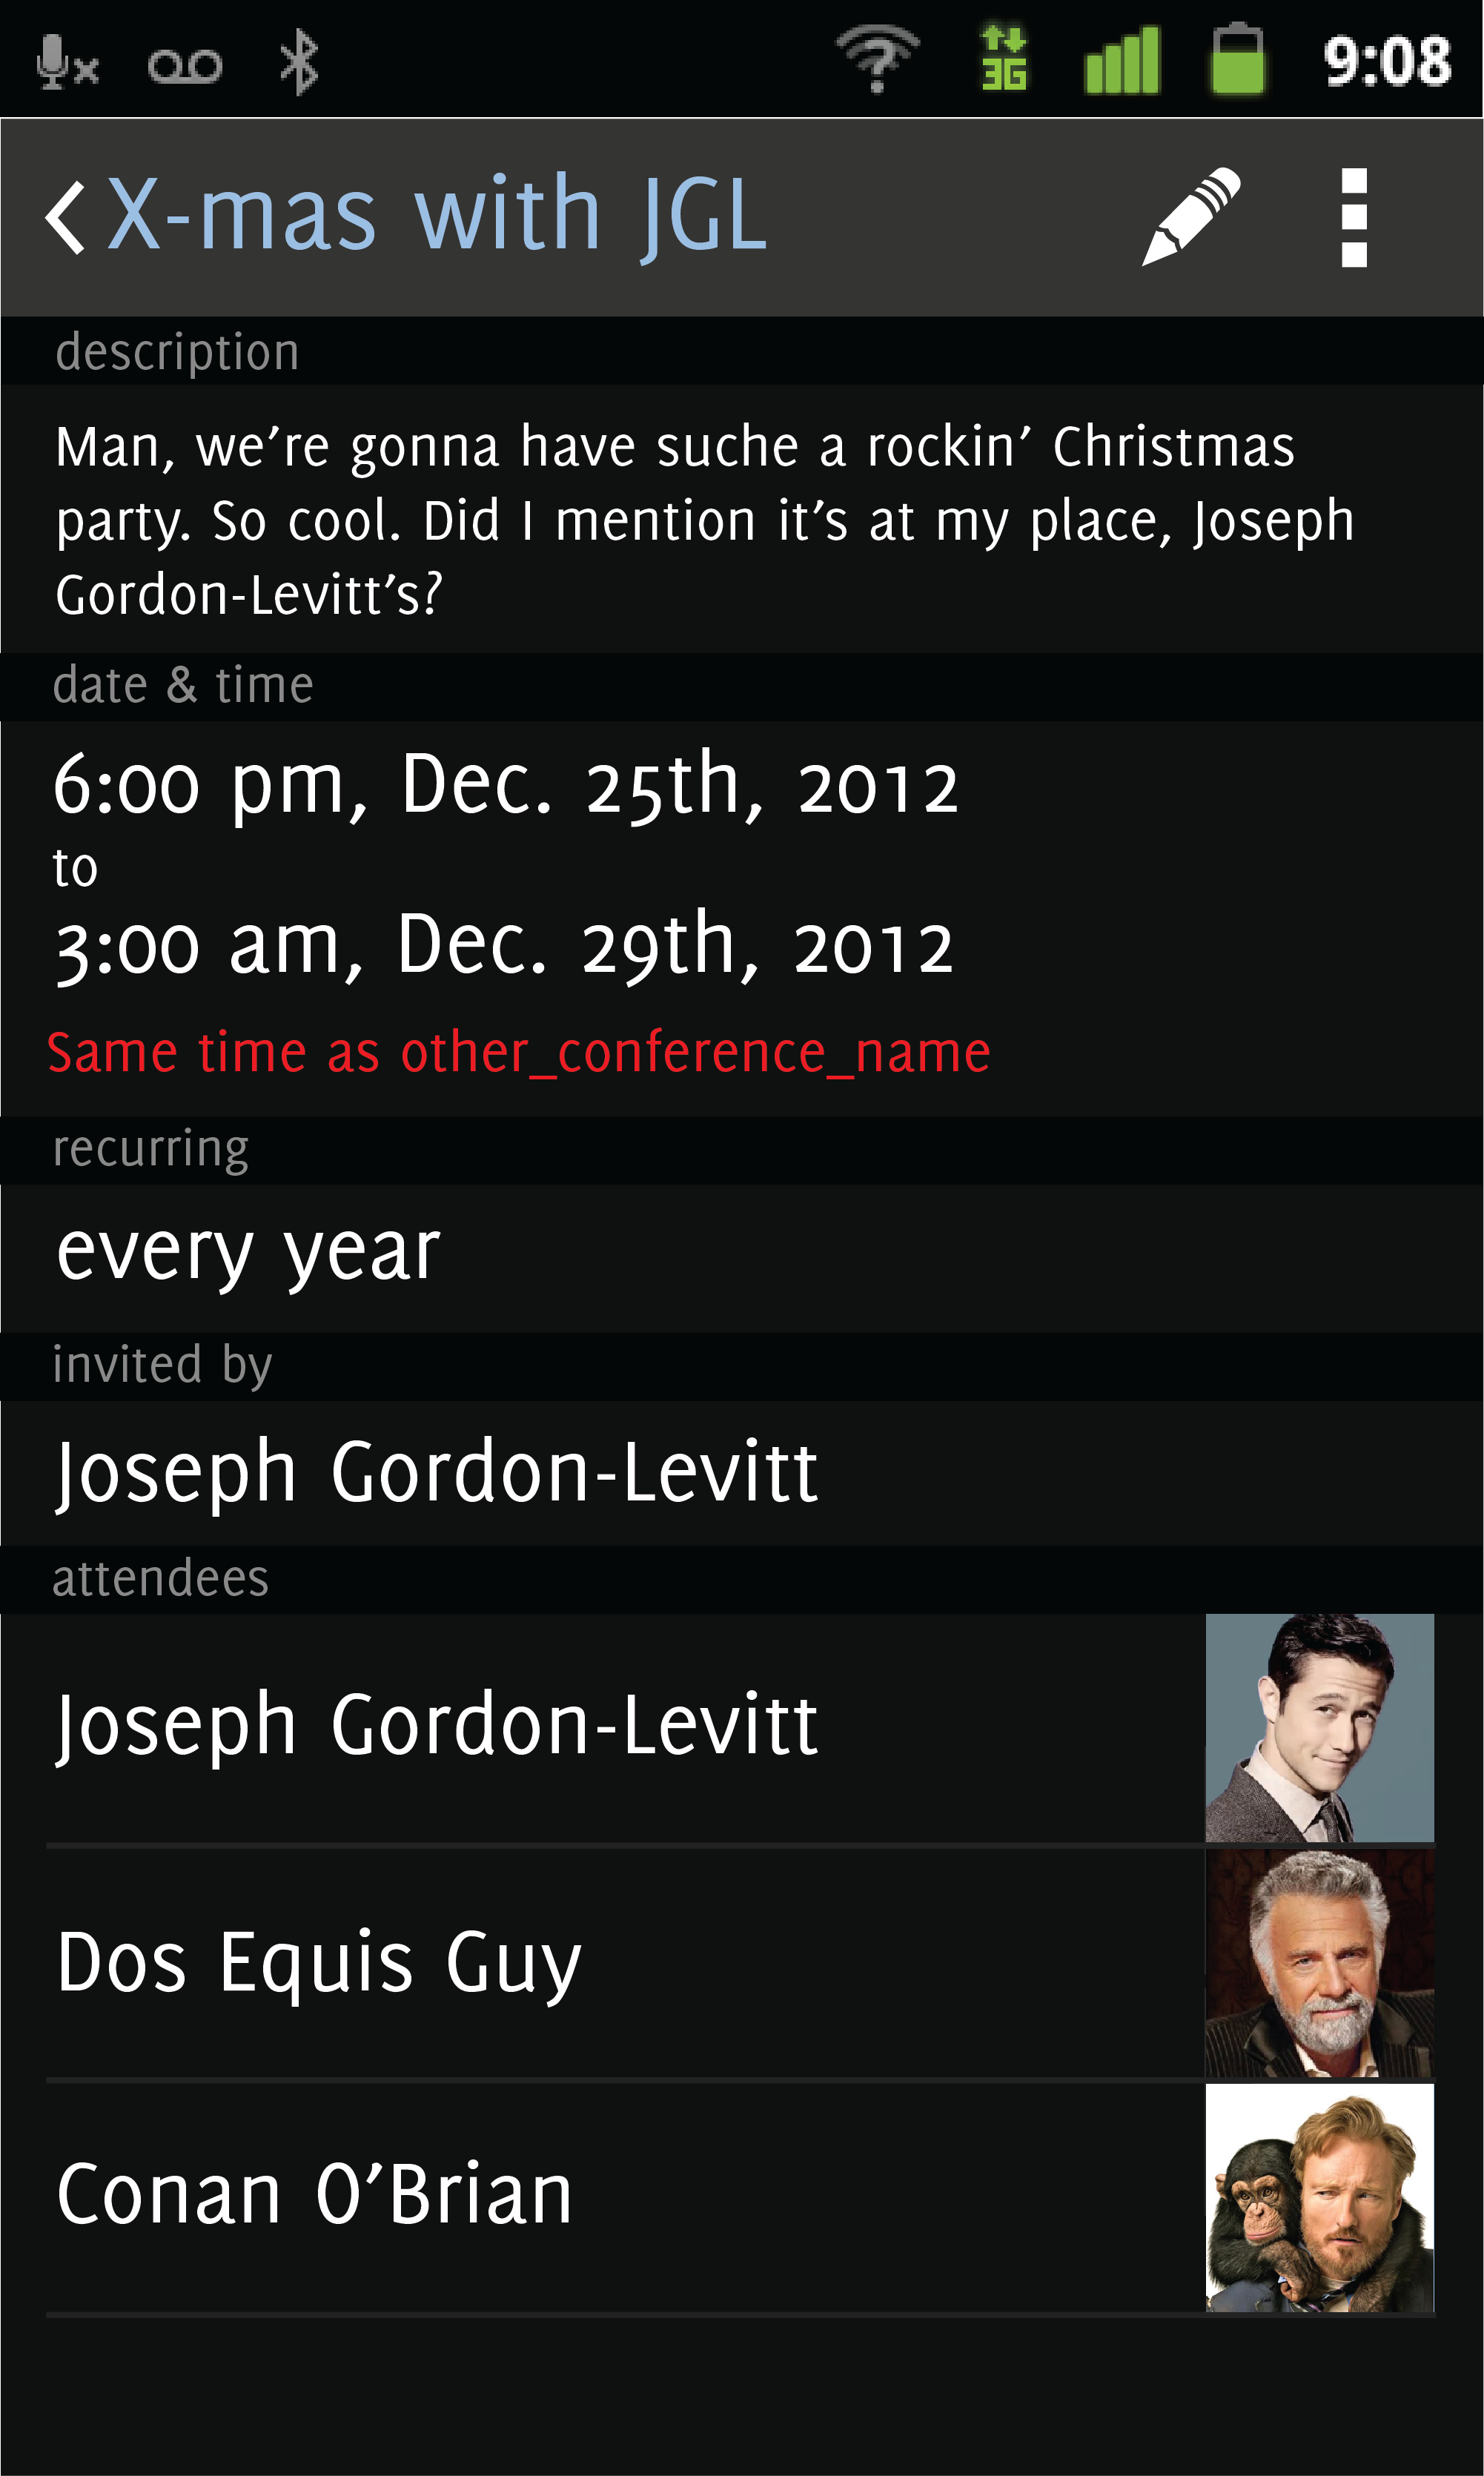 3G 9:08
X-mas with JGL
description
Man, we’re gonna have suche a rockin’ Christmas
party. So cool. Did I mention it’s at my place, Joseph
Gordon-Levitt’s?
date & time
6:00 pm, Dec. 25th, 2012
to
3:00 am, Dec. 29th, 2012
Same time as other_conference_name
recurring
every year
invited by
Joseph Gordon-Levitt
attendees
Joseph Gordon-Levitt
Dos Equis Guy
Conan O’Brian